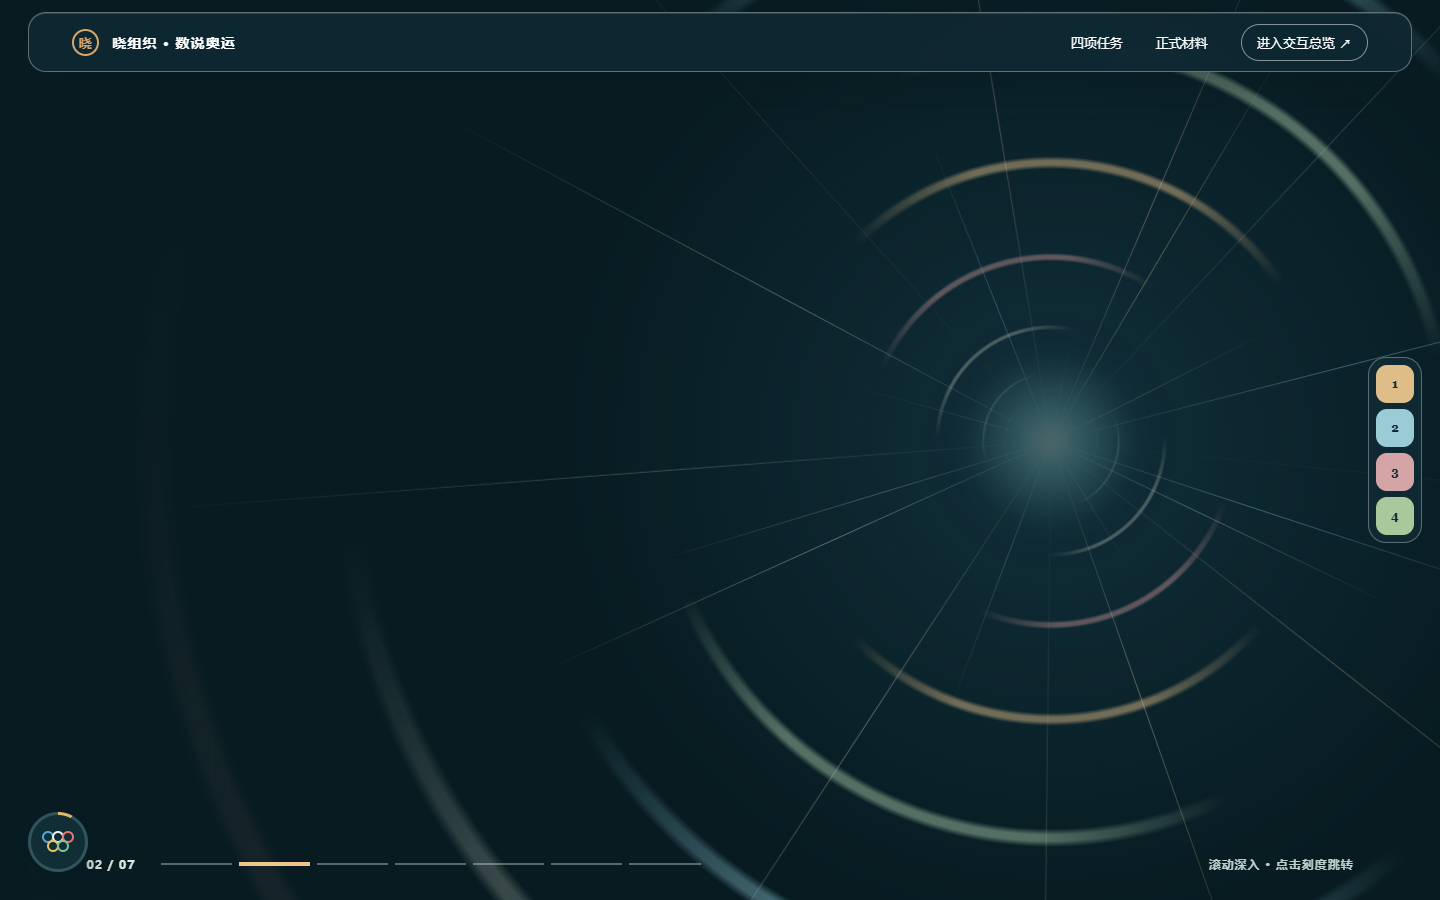 晓 晓组织 • 数说奥运
四项任务 正式材料 进入交互总览 ↗
1
2
3
4
02 / 07
滚动深入 • 点击刻度跳转